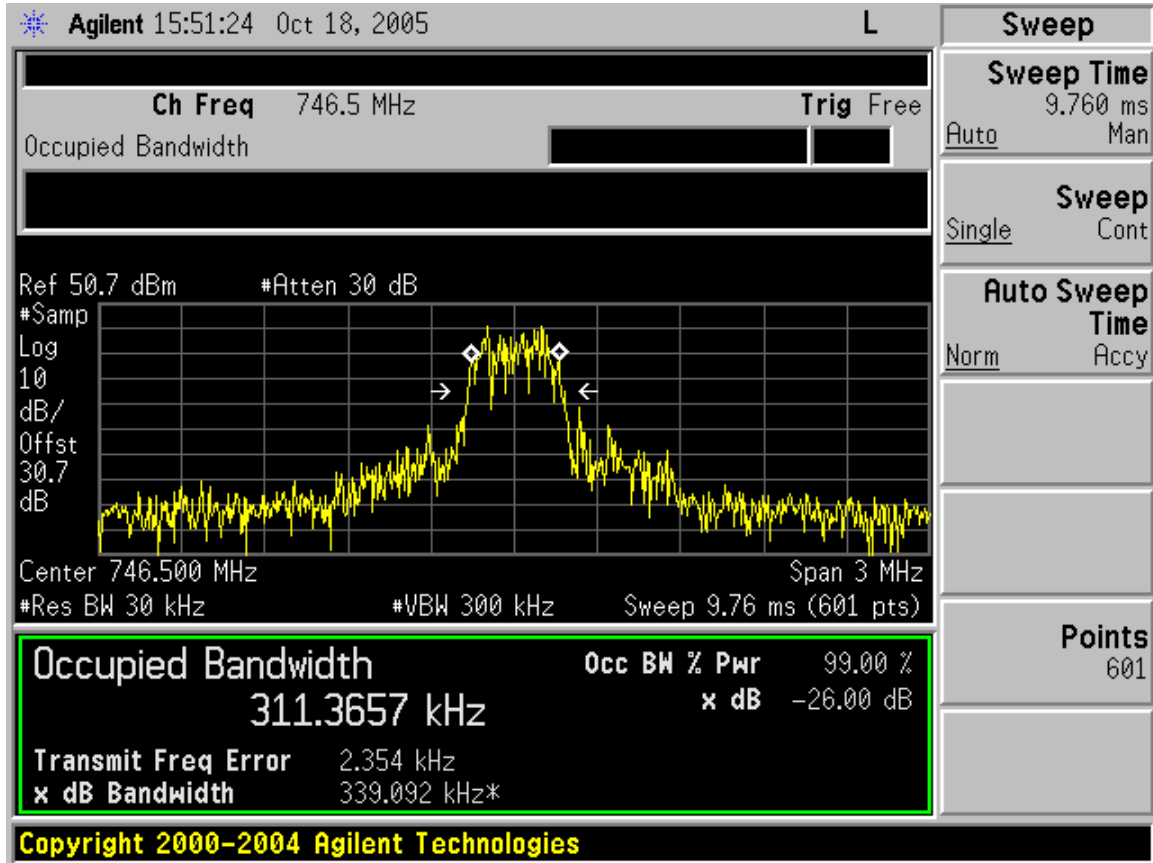 Agilent 15:51:24 Oct 18, 2005 L
Ch Freq 746.5 MHz Trig Free
Occupied Bandwidth
Ref 50.7 dBm #Atten 30 dB
#Samp
Log
10
dB/
Offst
30.7
dB
Center 746.500 MHz Span 3 MHz
#Res BW 30 kHz #VBW 300 kHz Sweep 9.76 ms (601 pts)
Occupied Bandwidth Occ BW % Pwr 99.00 %
311.3657 kHz x dB -26.00 dB
Transmit Freq Error 2.354 kHz
x dB Bandwidth 339.092 kHz*
Copyright 2000-2004 Agilent Technologies
Sweep
Sweep Time
9.760 ms
Auto Man
Sweep
Single Cont
Auto Sweep
Time
Norm Accy
Points
601